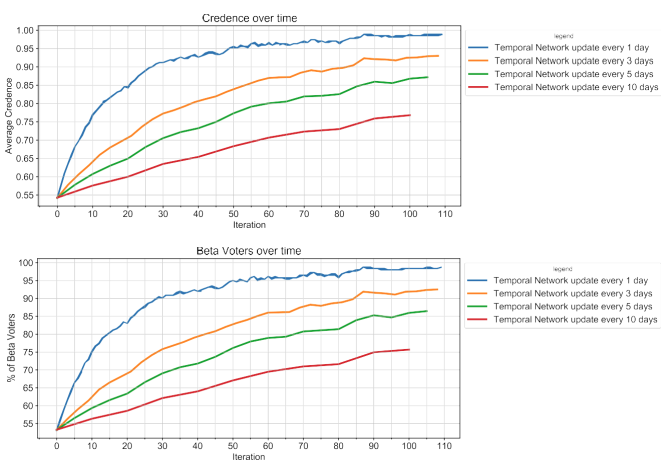 Credence over time
1.00
0.95
0.90
0.85
0.80
0.75
0.70
0.65
0.60
0.55
Average Credence
0 10 20 30 40 50 60 70 80 90 100 110
Iteration
legend
Temporal Network update every 1 day
Temporal Network update every 3 days
Temporal Network update every 5 days
Temporal Network update every 10 days
Beta Voters over time
100
95
90
85
80
75
70
65
60
55
% of Beta Voters
0 10 20 30 40 50 60 70 80 90 100 110
Iteration
legend
Temporal Network update every 1 day
Temporal Network update every 3 days
Temporal Network update every 5 days
Temporal Network update every 10 days